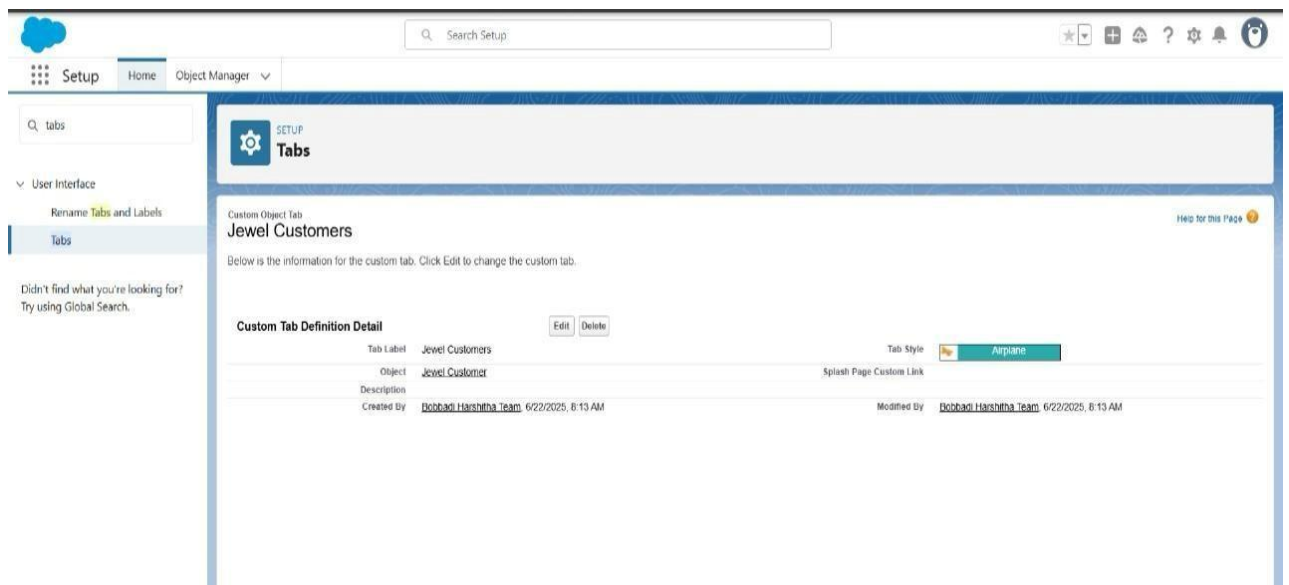 Search Setup
Setup Home Object Manager
tabs
SETUP
Tabs
User Interface
Rename Tabs and Labels
Tabs
Didn't find what you're looking for?
Try using Global Search.
Custom Object Tab
Jewel Customers
Help for this Page
Below is the information for the custom tab. Click Edit to change the custom tab.
Custom Tab Definition Detail Edit Delete
Tab Label Jewel Customers Tab Style Airplane
Object Jewel Customer Splash Page Custom Link
Description
Created By Bobbadi Harshitha Team, 6/22/2025, 8:13 AM Modified By Bobbadi Harshitha Team, 6/22/2025, 8:13 AM